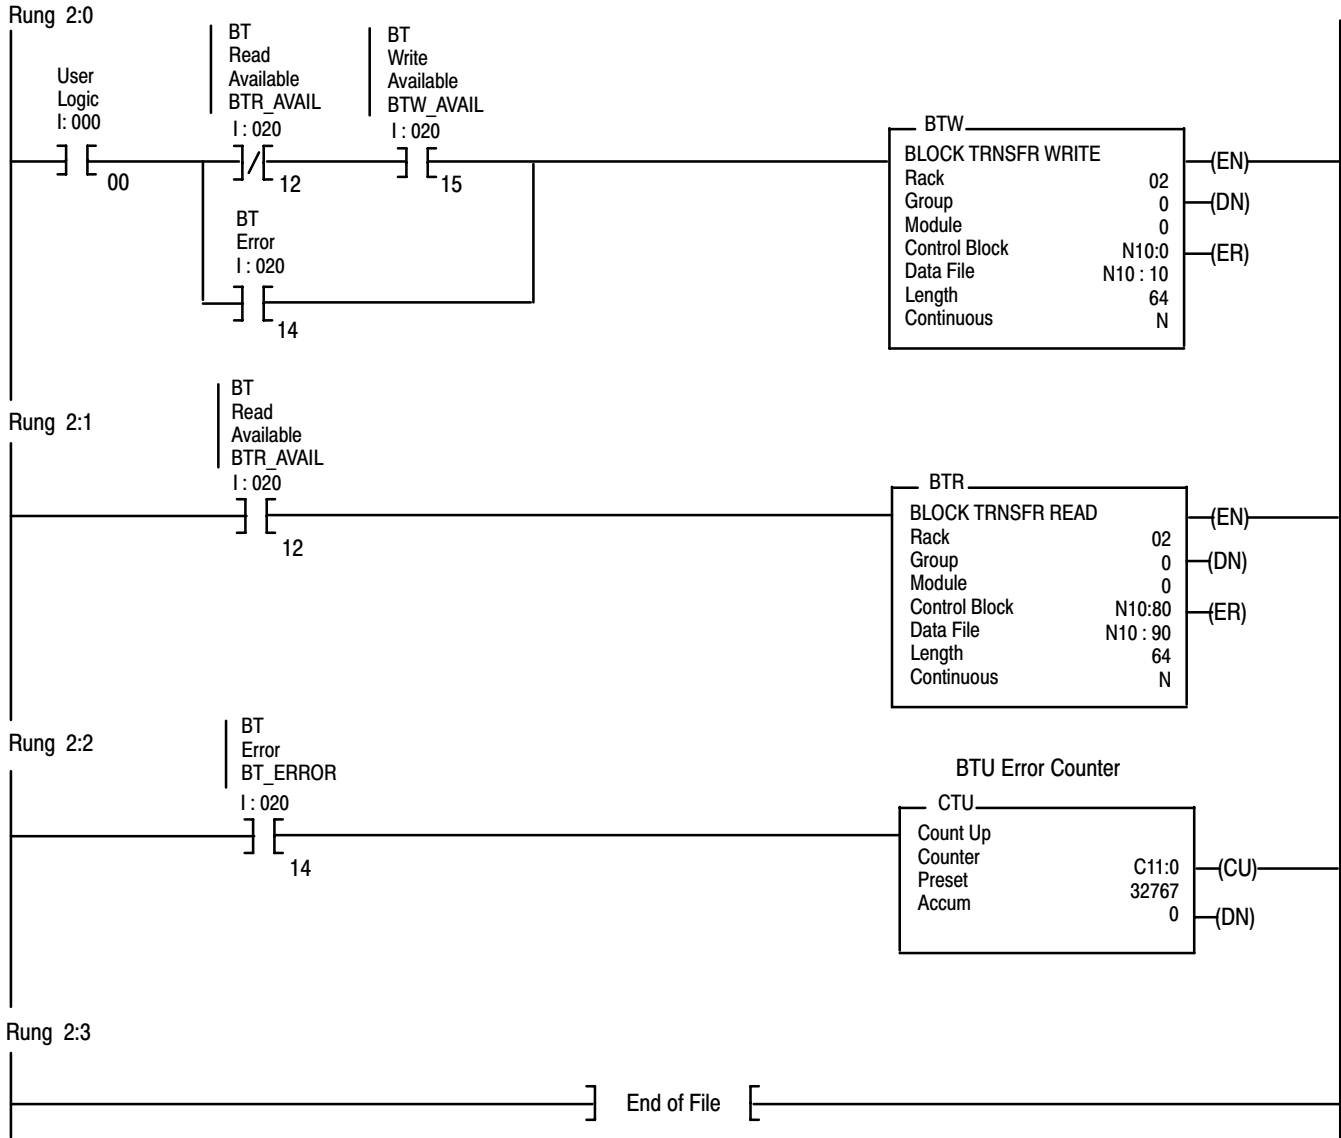 Rung 2:0
User
Logic
I: 000
00
BT
Read
Available
BTR_AVAIL
I : 020
12
BT
Write
Available
BTW_AVAIL
I : 020
15
BT
Error
I : 020
14
BTW
BLOCK TRNSFR WRITE
Rack 02
Group 0
Module 0
Control Block N10:0
Data File N10 : 10
Length 64
Continuous N
(EN)
(DN)
(ER)
Rung 2:1
BT
Read
Available
BTR_AVAIL
I : 020
12
BTR
BLOCK TRNSFR READ
Rack 02
Group 0
Module 0
Control Block N10:80
Data File N10 : 90
Length 64
Continuous N
(EN)
(DN)
(ER)
Rung 2:2
BT
Error
BT_ERROR
I : 020
14
BTU Error Counter
CTU
Count Up
Counter C11:0
Preset 32767
Accum 0
(CU)
(DN)
Rung 2:3
End of File